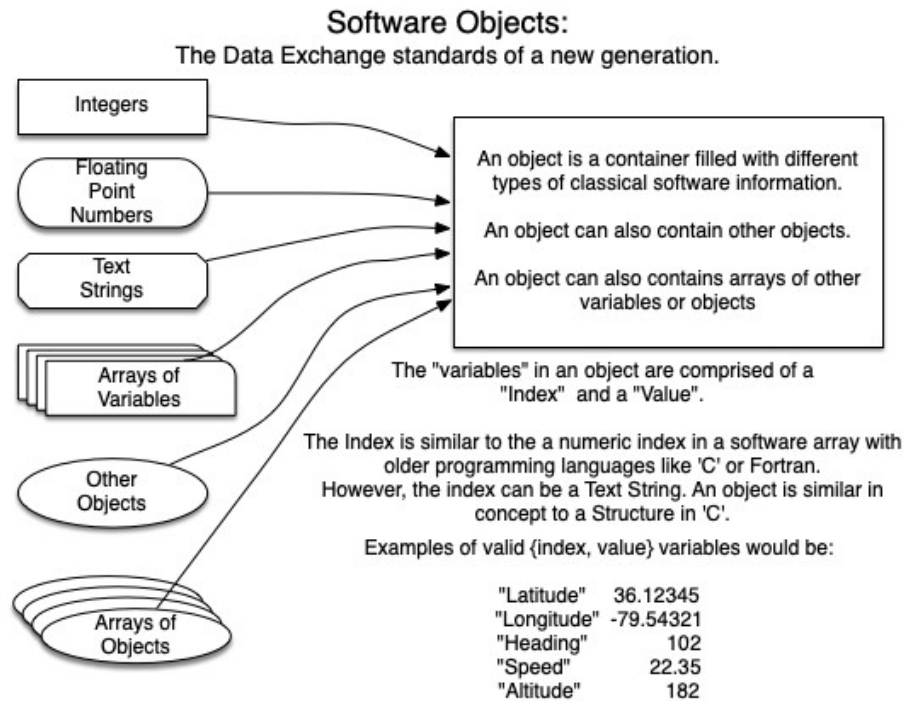 Software Objects:
The Data Exchange standards of a new generation.
Integers
Floating
Point
Numbers
Text
Strings
Arrays of
Variables
Other
Objects
Arrays of
Objects
An object is a container filled with different
types of classical software information.
An object can also contain other objects.
An object can also contains arrays of other
variables or objects
The "variables" in an object are comprised of a
"Index"  and a "Value".
The Index is similar to the a numeric index in a software array with
older programming languages like 'C' or Fortran.
However, the index can be a Text String. An object is similar in
concept to a Structure in 'C'.
Examples of valid {index, value} variables would be:
"Latitude" 36.12345
"Longitude" -79.54321
"Heading" 102
"Speed" 22.35
"Altitude" 182